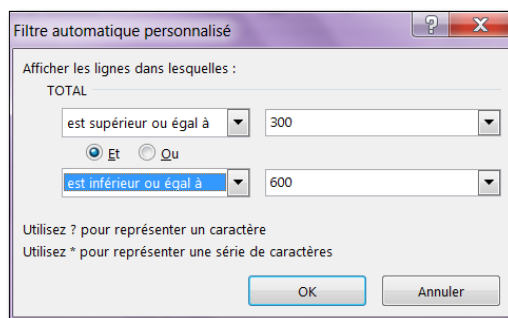 Filtre automatique personnalisé
Afficher les lignes dans lesquelles :
TOTAL
est supérieur ou égal à 300
Et Ou
est inférieur ou égal à 600
Utilisez ? pour représenter un caractère
Utilisez * pour représenter une série de caractères
OK Annuler